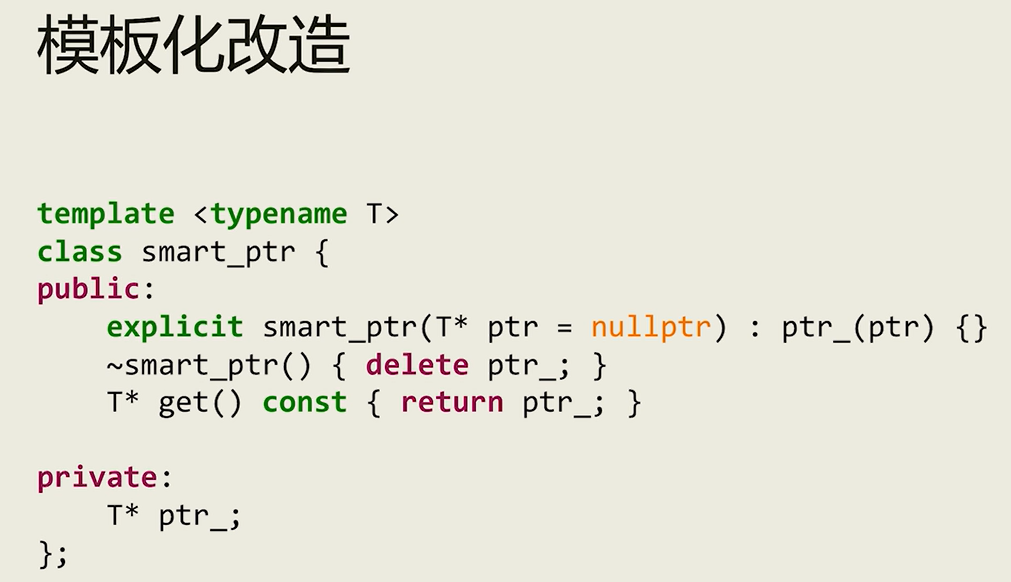 模板化改造
template <typename T>
class smart_ptr {
public:
    explicit smart_ptr(T* ptr = nullptr) : ptr_(ptr) {}
    ~smart_ptr() { delete ptr_; }
    T* get() const { return ptr_; }
private:
    T* ptr_;
};